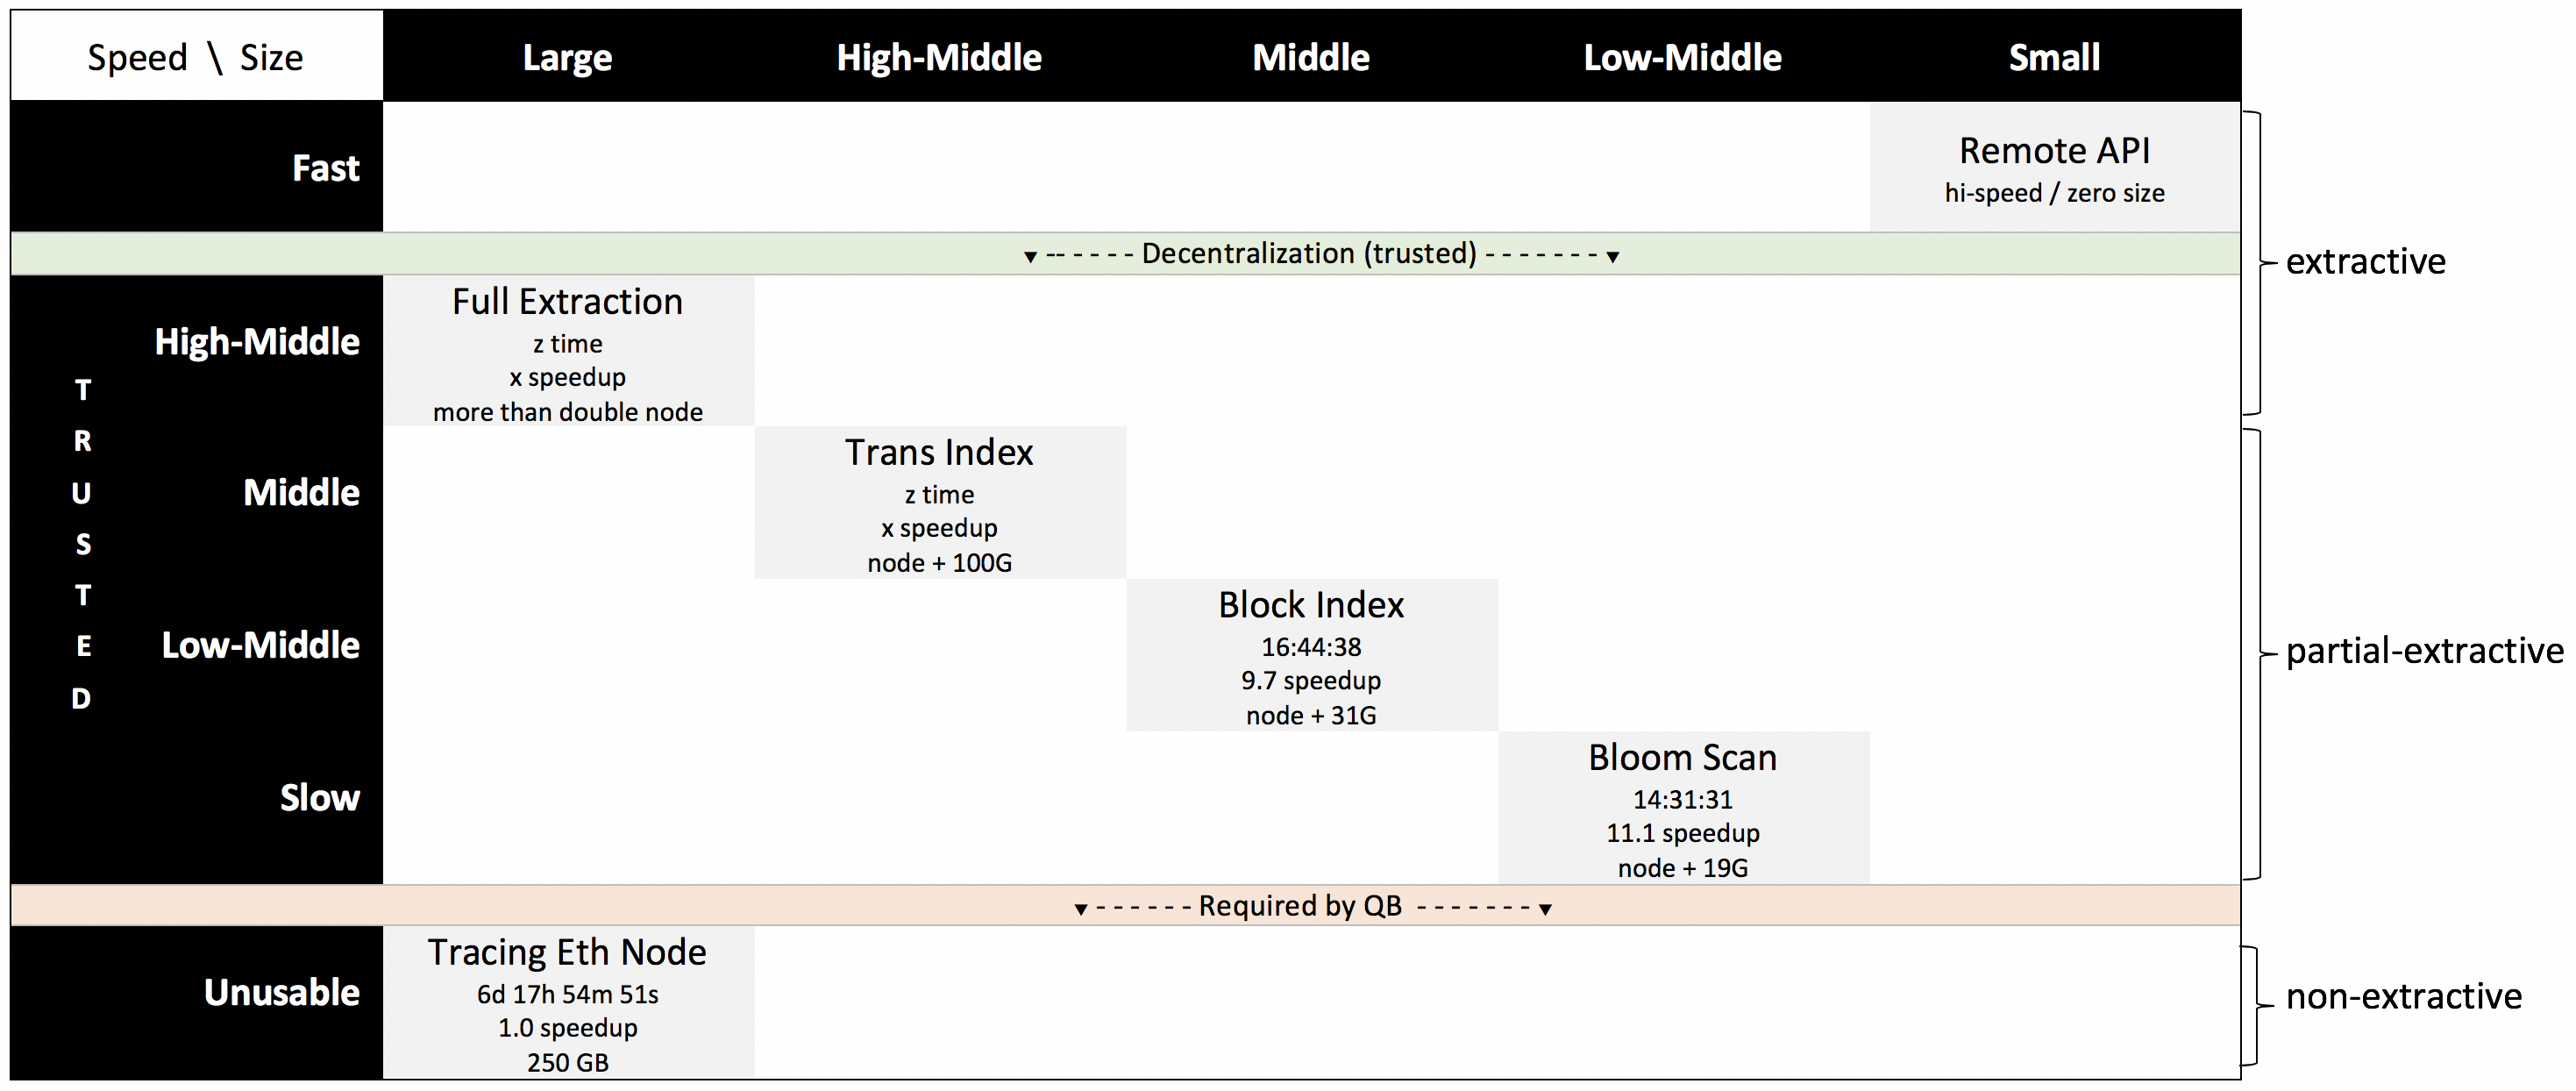 Speed \ Size
Large
High-Middle
Middle
Low-Middle
Small
Fast
Remote API
hi-speed / zero size
▼ -- - - - - Decentralization (trusted) - - - - - - - ▼
extractive
TRUSTED
High-Middle
Full Extraction
z time
x speedup
more than double node
Middle
Trans Index
z time
x speedup
node + 100G
Low-Middle
Block Index
16:44:38
9.7 speedup
node + 31G
partial-extractive
Slow
Bloom Scan
14:31:31
11.1 speedup
node + 19G
▼ - - - - - - Required by QB - - - - - - - ▼
Unusable
Tracing Eth Node
6d 17h 54m 51s
1.0 speedup
250 GB
non-extractive